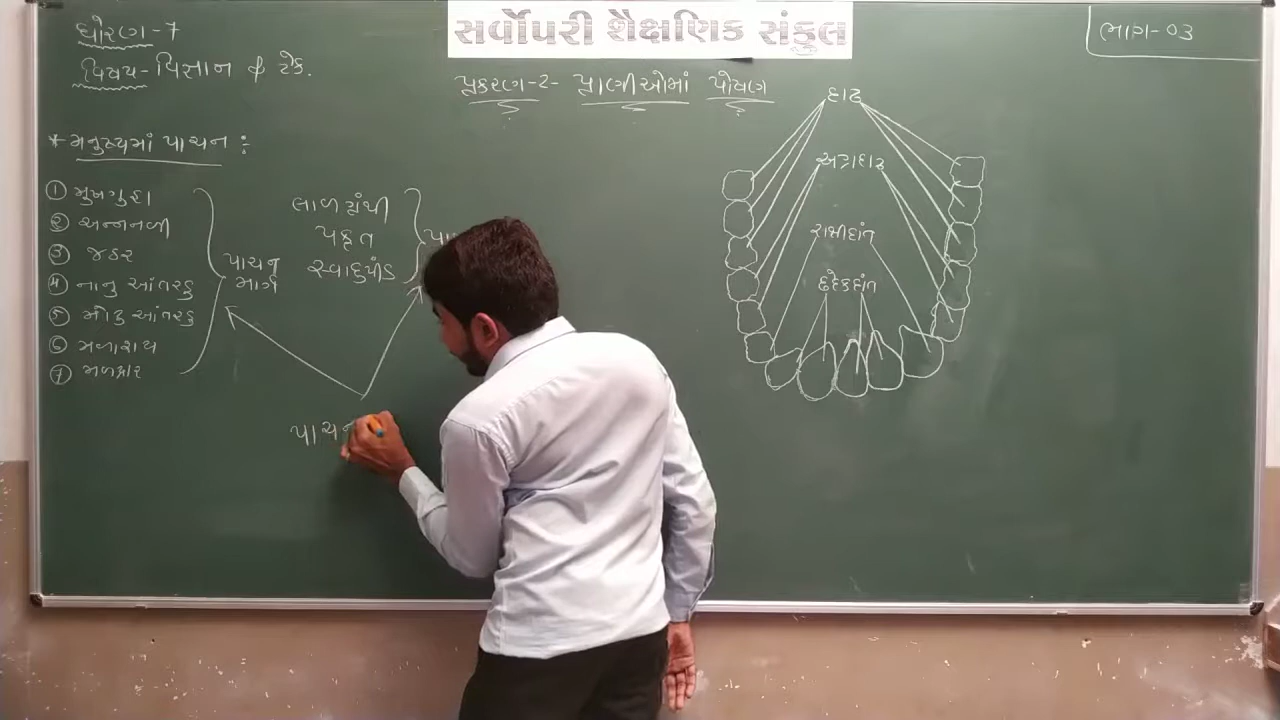 સર્વોપરી શૈક્ષણિક સંકુલ
ધોરણ-7
વિષય-વિજ્ઞાન & ટેક.
ભાગ-03
પ્રકરણ-2- પ્રાણીઓમાં પોષણ
* મનુષ્યમાં પાચન :
① મુખગુહા
② અન્નનળી
③ જઠર
④ નાનુ આંતરડુ
⑤ મોટુ આંતરડુ
⑥ મળાશય
⑦ મળદ્વાર
પાચન
માર્ગ
લાળગ્રંથી
યકૃત
સ્વાદુપીંડ
પાચન
દાઢ
અગ્રદાઢ
રાક્ષીદાંત
છેદકદાંત